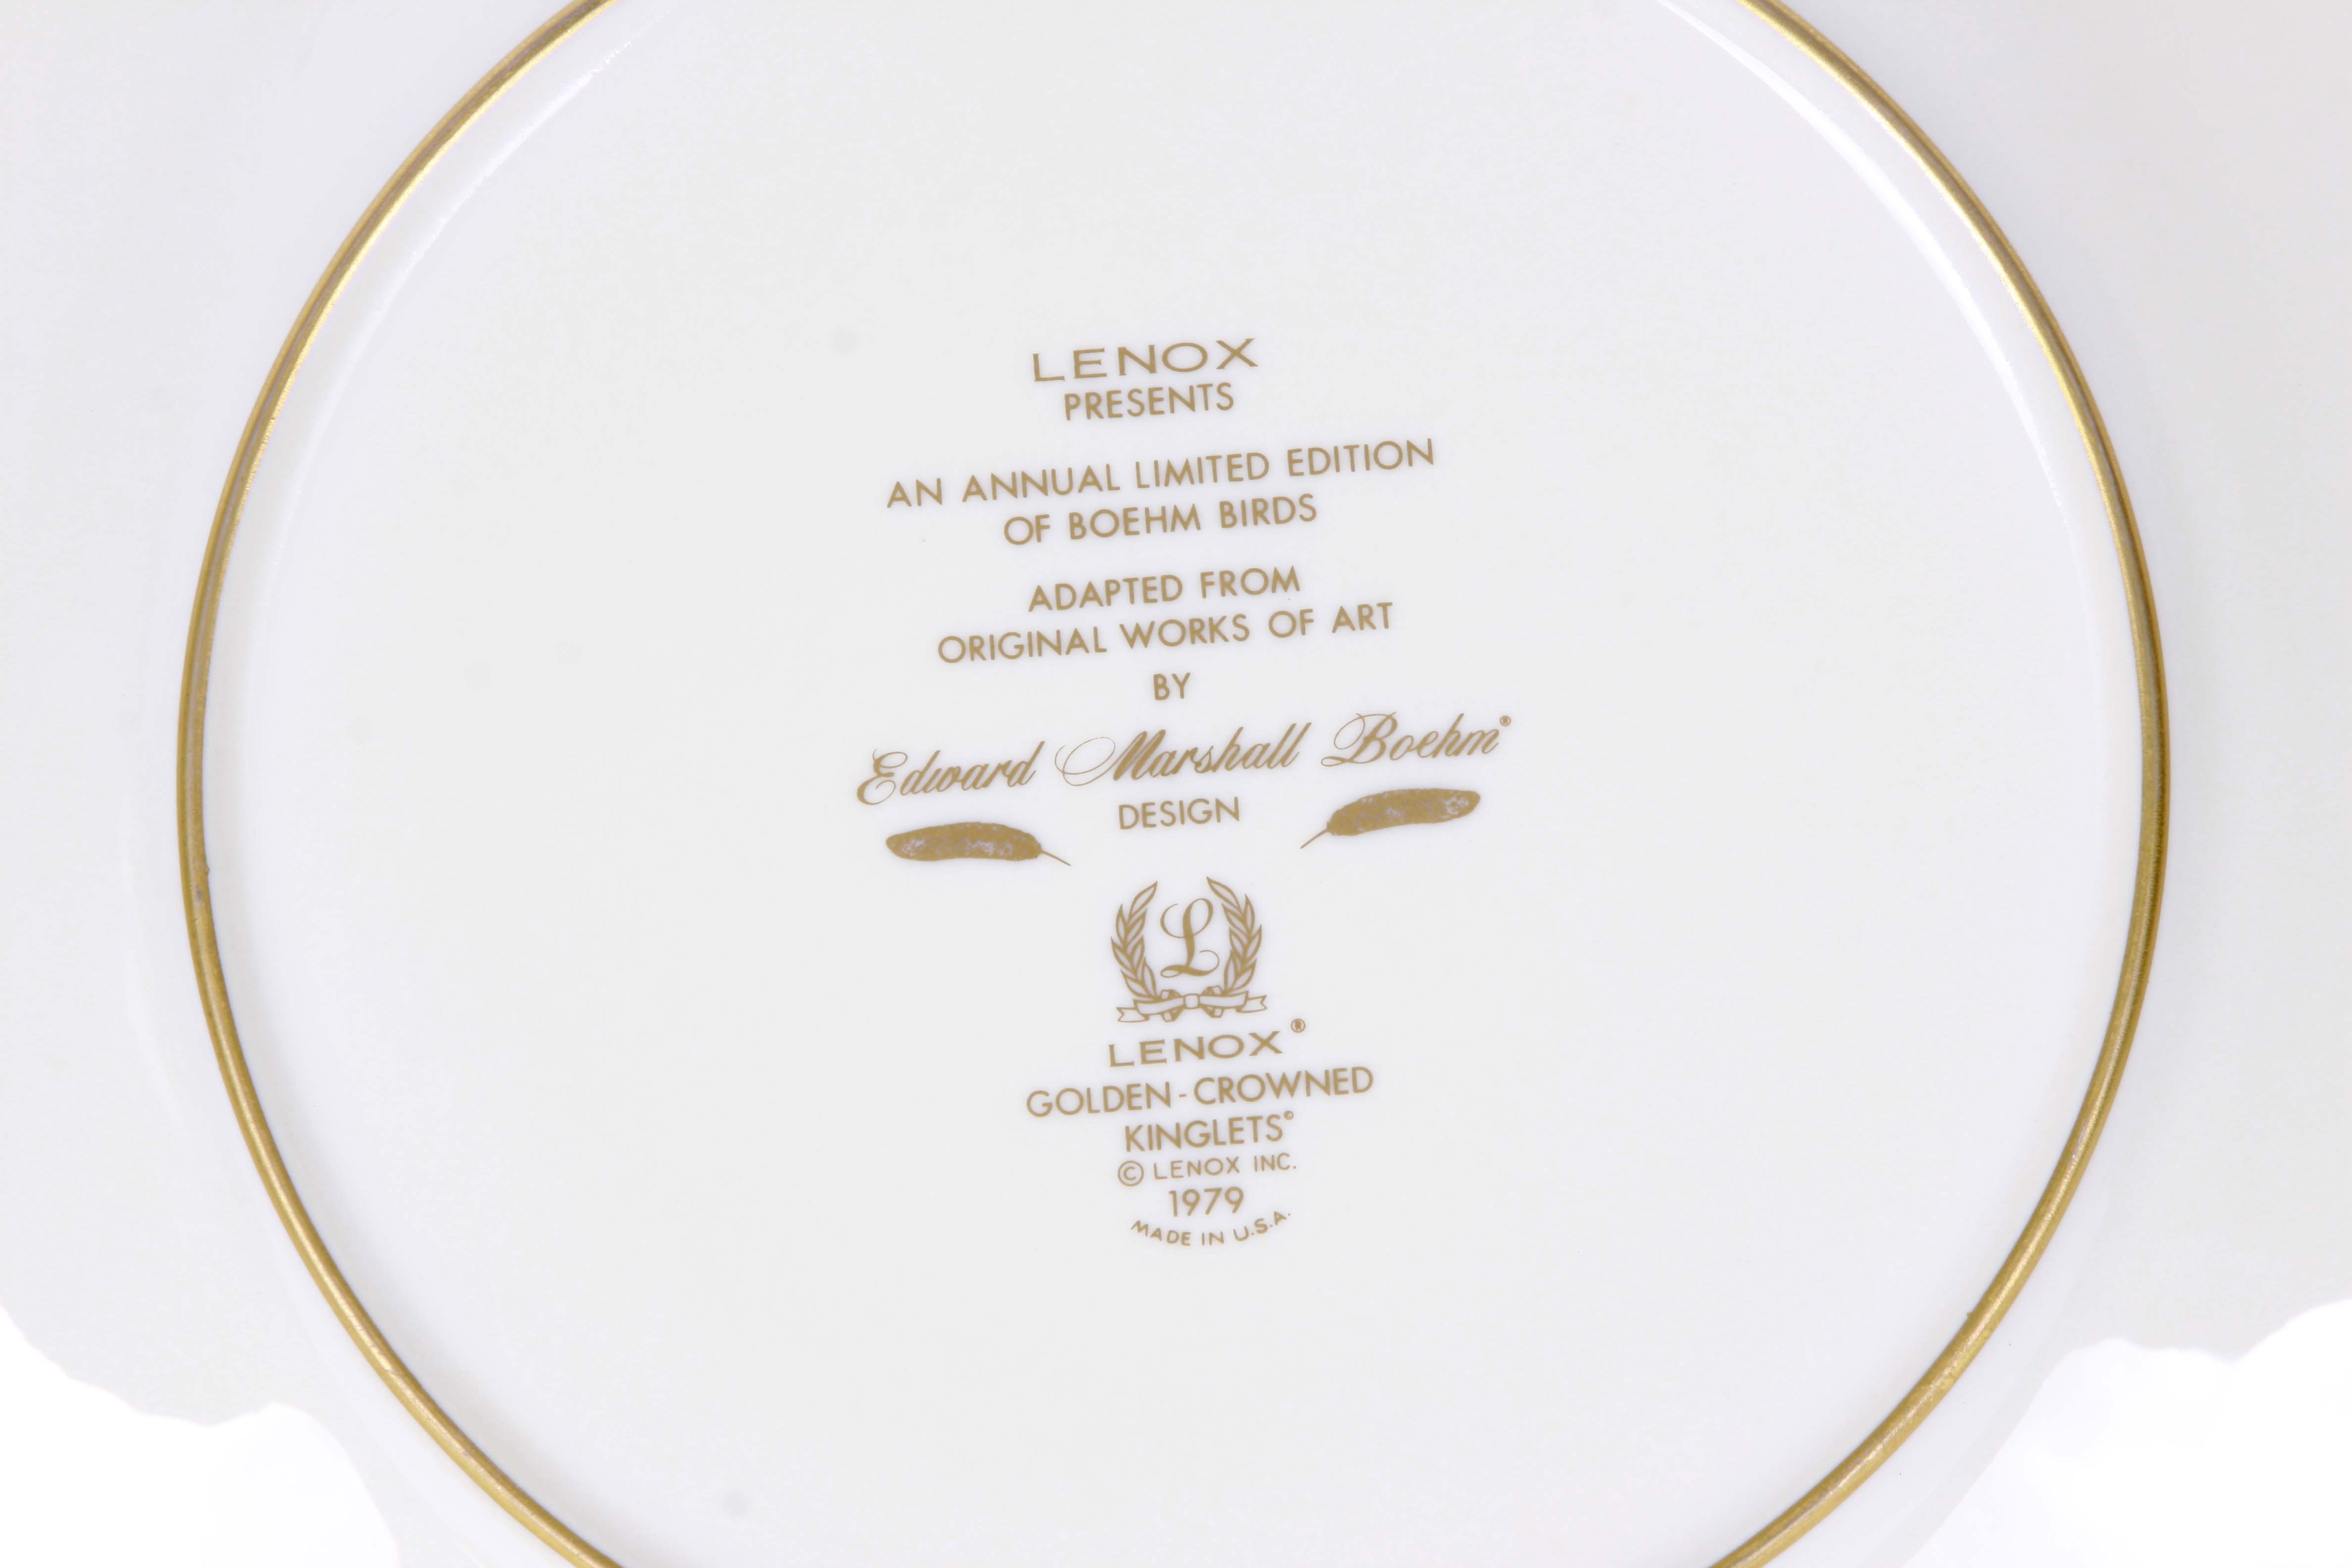 LENOX
PRESENTS
AN ANNUAL LIMITED EDITION
OF BOEHM BIRDS
ADAPTED FROM
ORIGINAL WORKS OF ART
BY
Edward Marshall Boehm®
DESIGN
L
LENOX®
GOLDEN-CROWNED
KINGLETS©
© LENOX INC.
1979
MADE IN U.S.A.